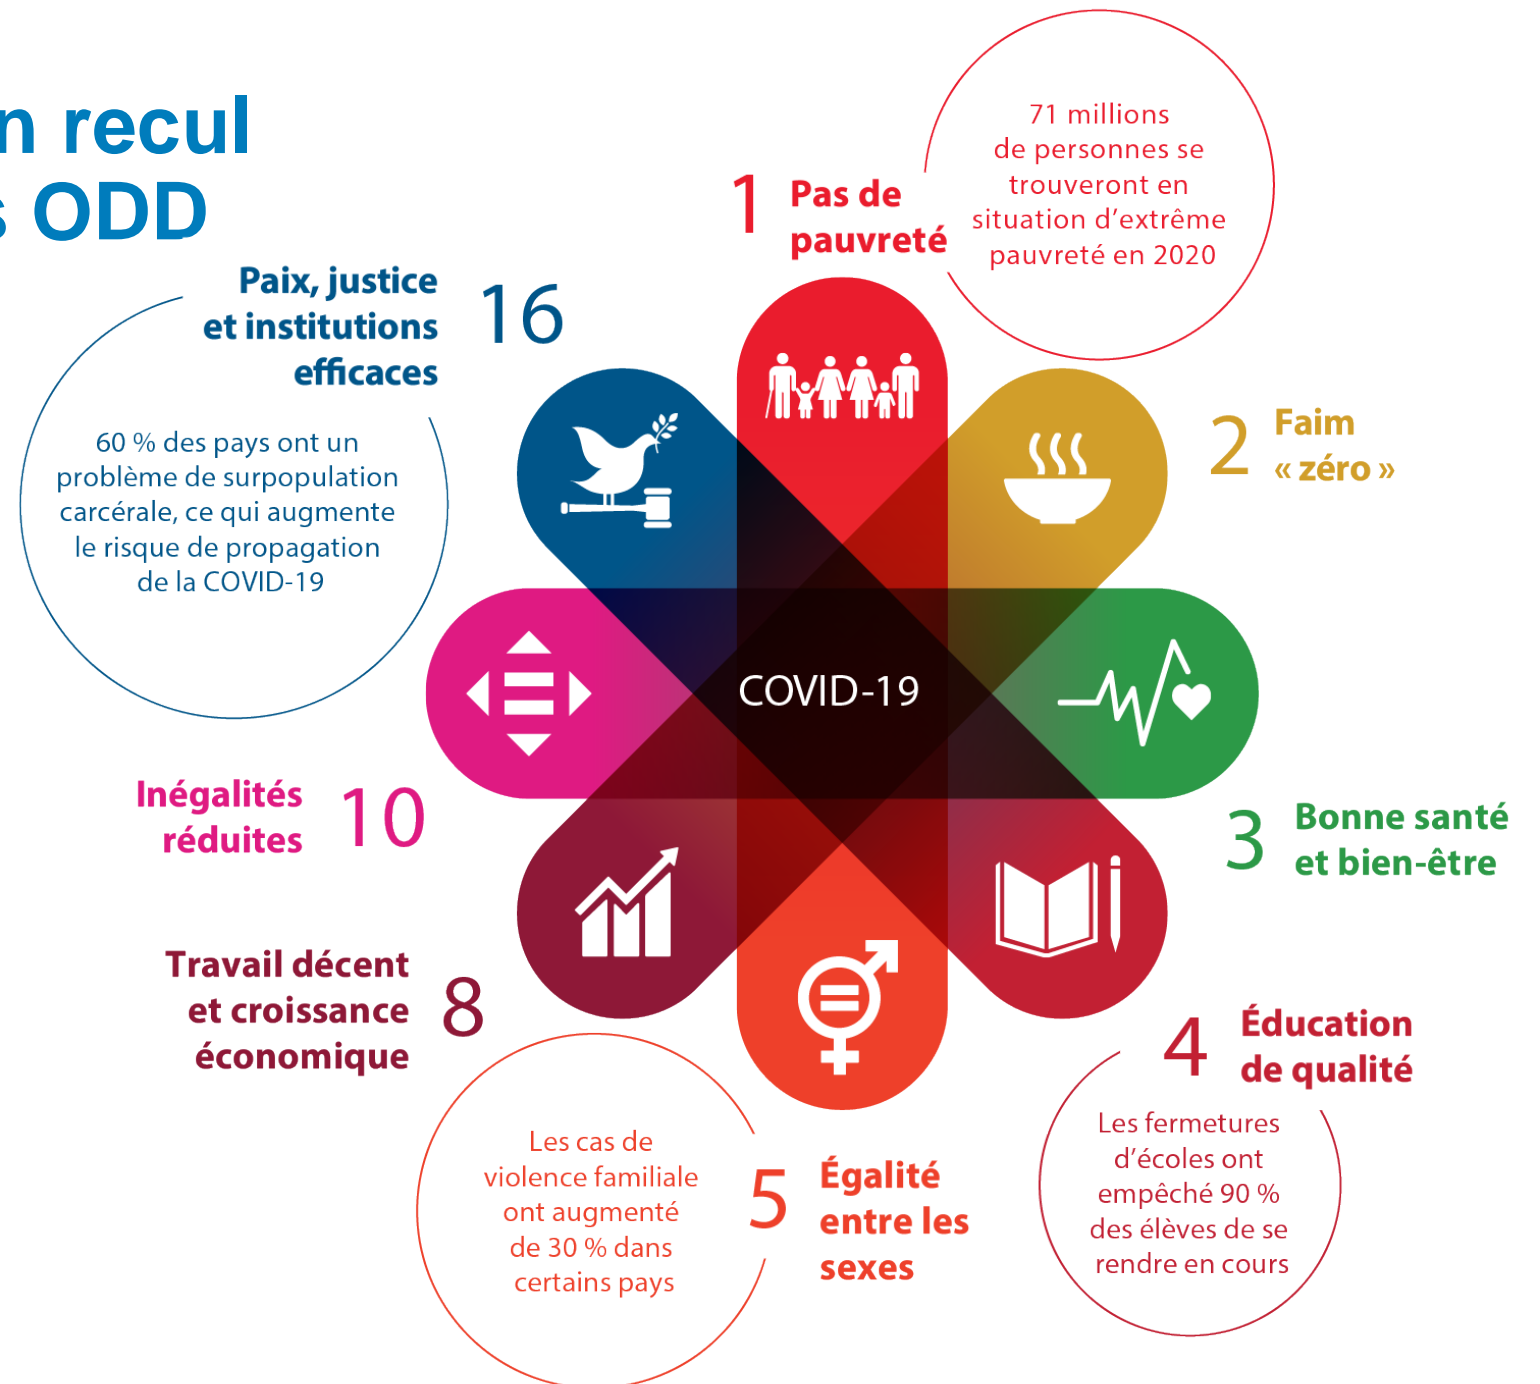 n recul
s ODD
1 Pas de
pauvreté
71 millions
de personnes se
trouveront en
situation d’extrême
pauvreté en 2020
Paix, justice
et institutions
efficaces
16
60 % des pays ont un
problème de surpopulation
carcérale, ce qui augmente
le risque de propagation
de la COVID-19
2 Faim
« zéro »
COVID-19
Inégalités
réduites
10
3 Bonne santé
et bien-être
Travail décent
et croissance
économique
8
4 Éducation
de qualité
Les fermetures
d’écoles ont
empêché 90 %
des élèves de se
rendre en cours
Les cas de
violence familiale
ont augmenté
de 30 % dans
certains pays
5 Égalité
entre les
sexes